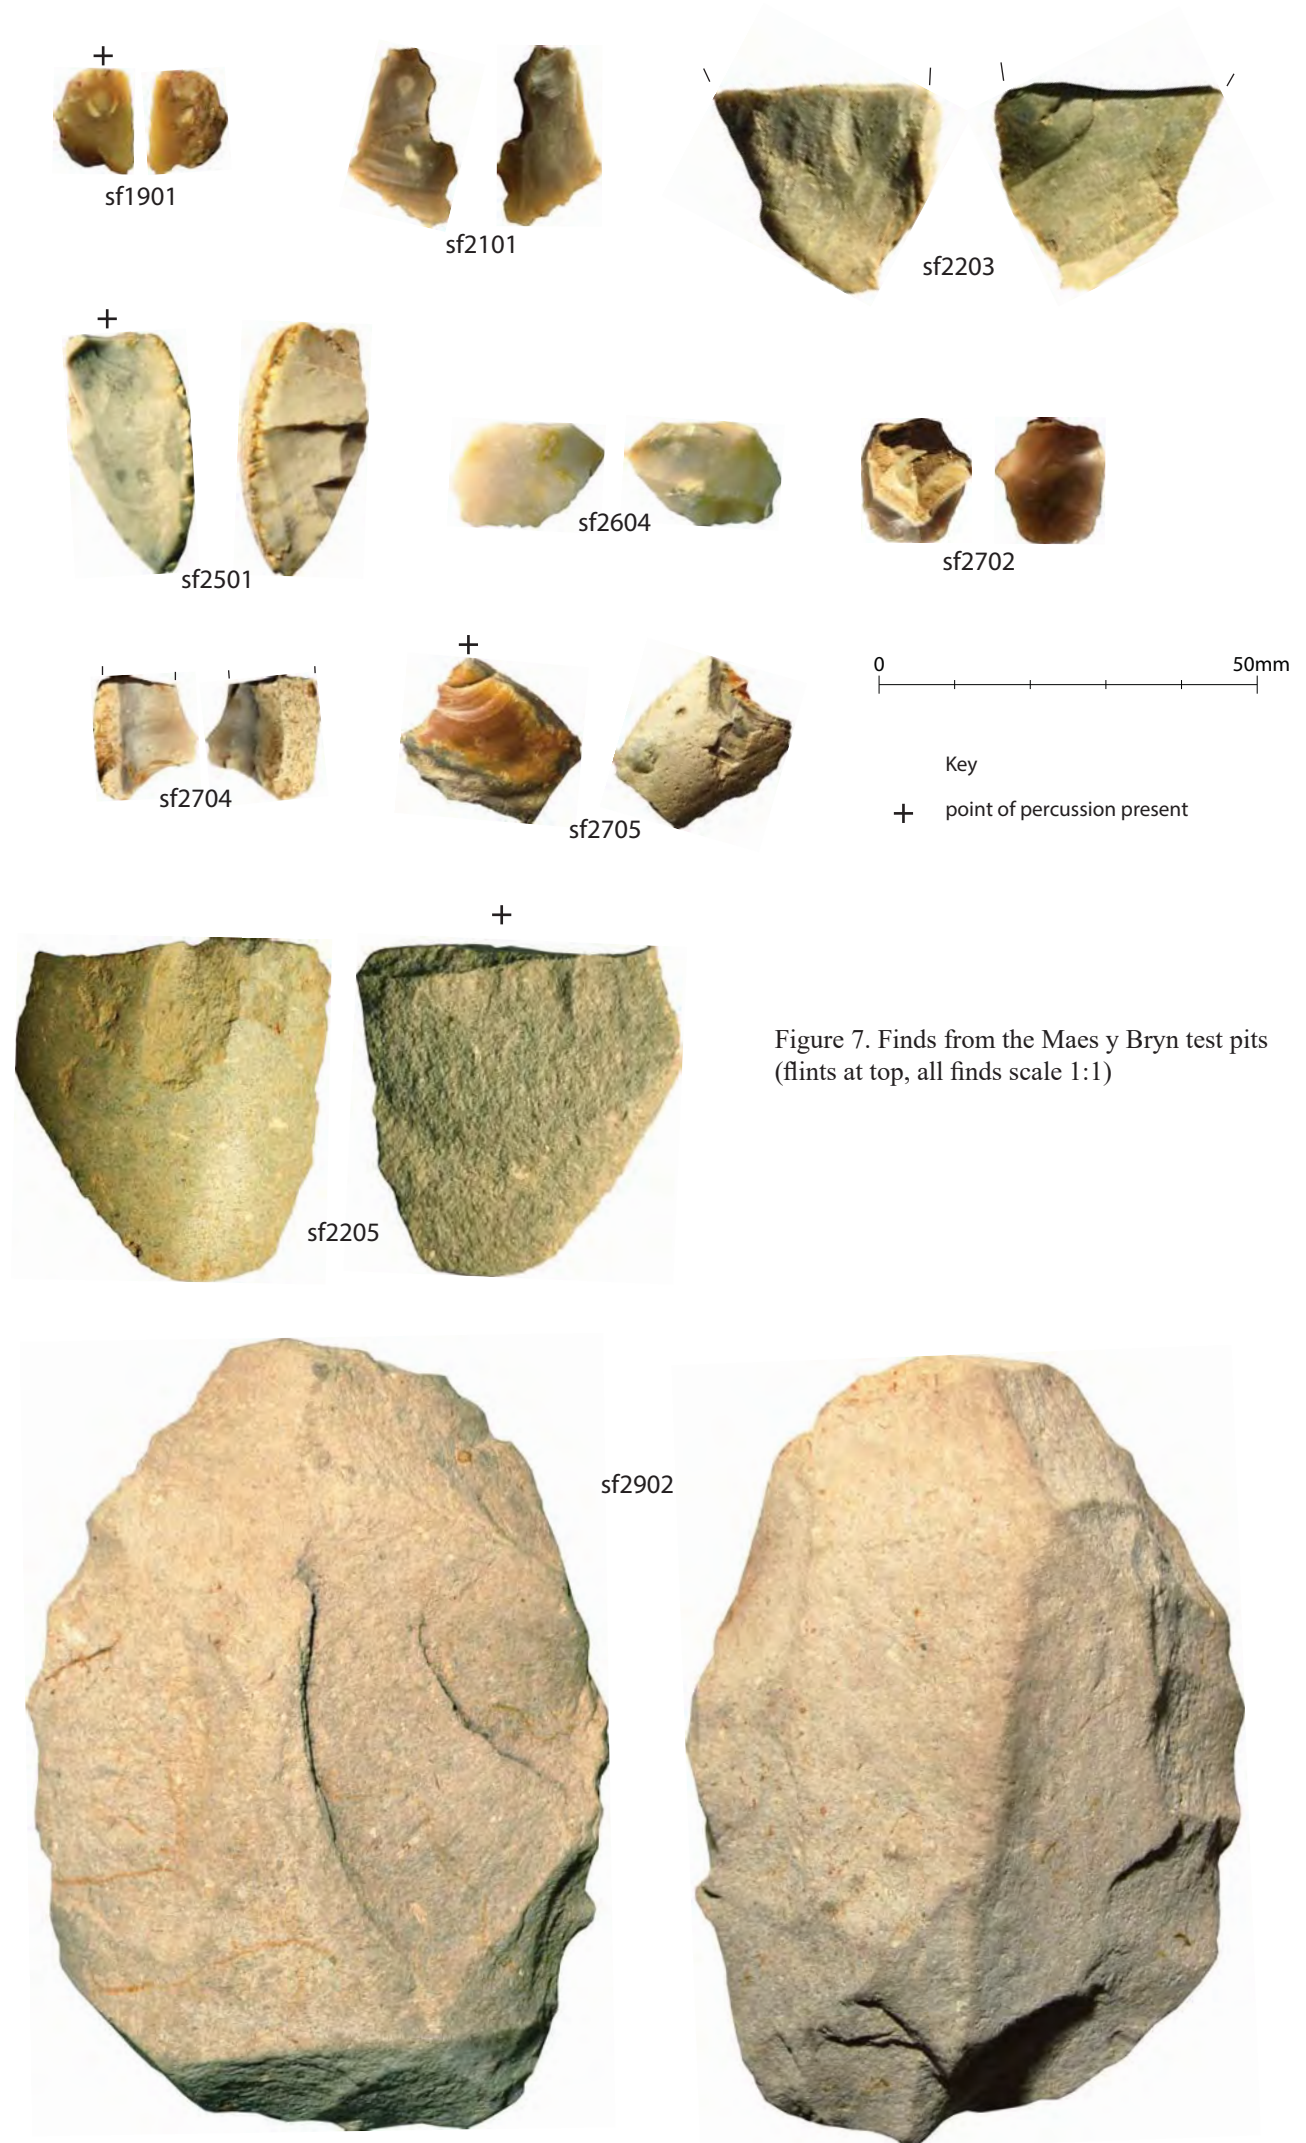 +
sf1901
sf2101
sf2203
+
sf2501
sf2604
sf2702
sf2704
+
sf2705
0 50mm
Key
+ point of percussion present
+
sf2205
Figure 7. Finds from the Maes y Bryn test pits
(flints at top, all finds scale 1:1)
sf2902